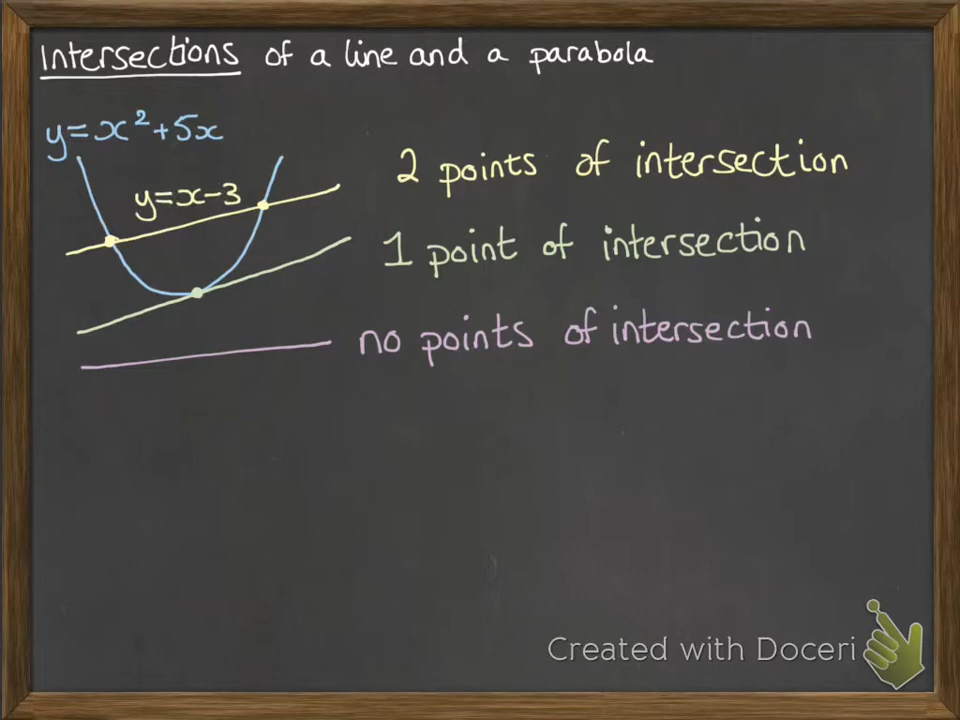 Intersections of a line and a parabola
y=x²+5x
y=x-3
2 points of intersection
1 point of intersection
no points of intersection
Created with Doceri